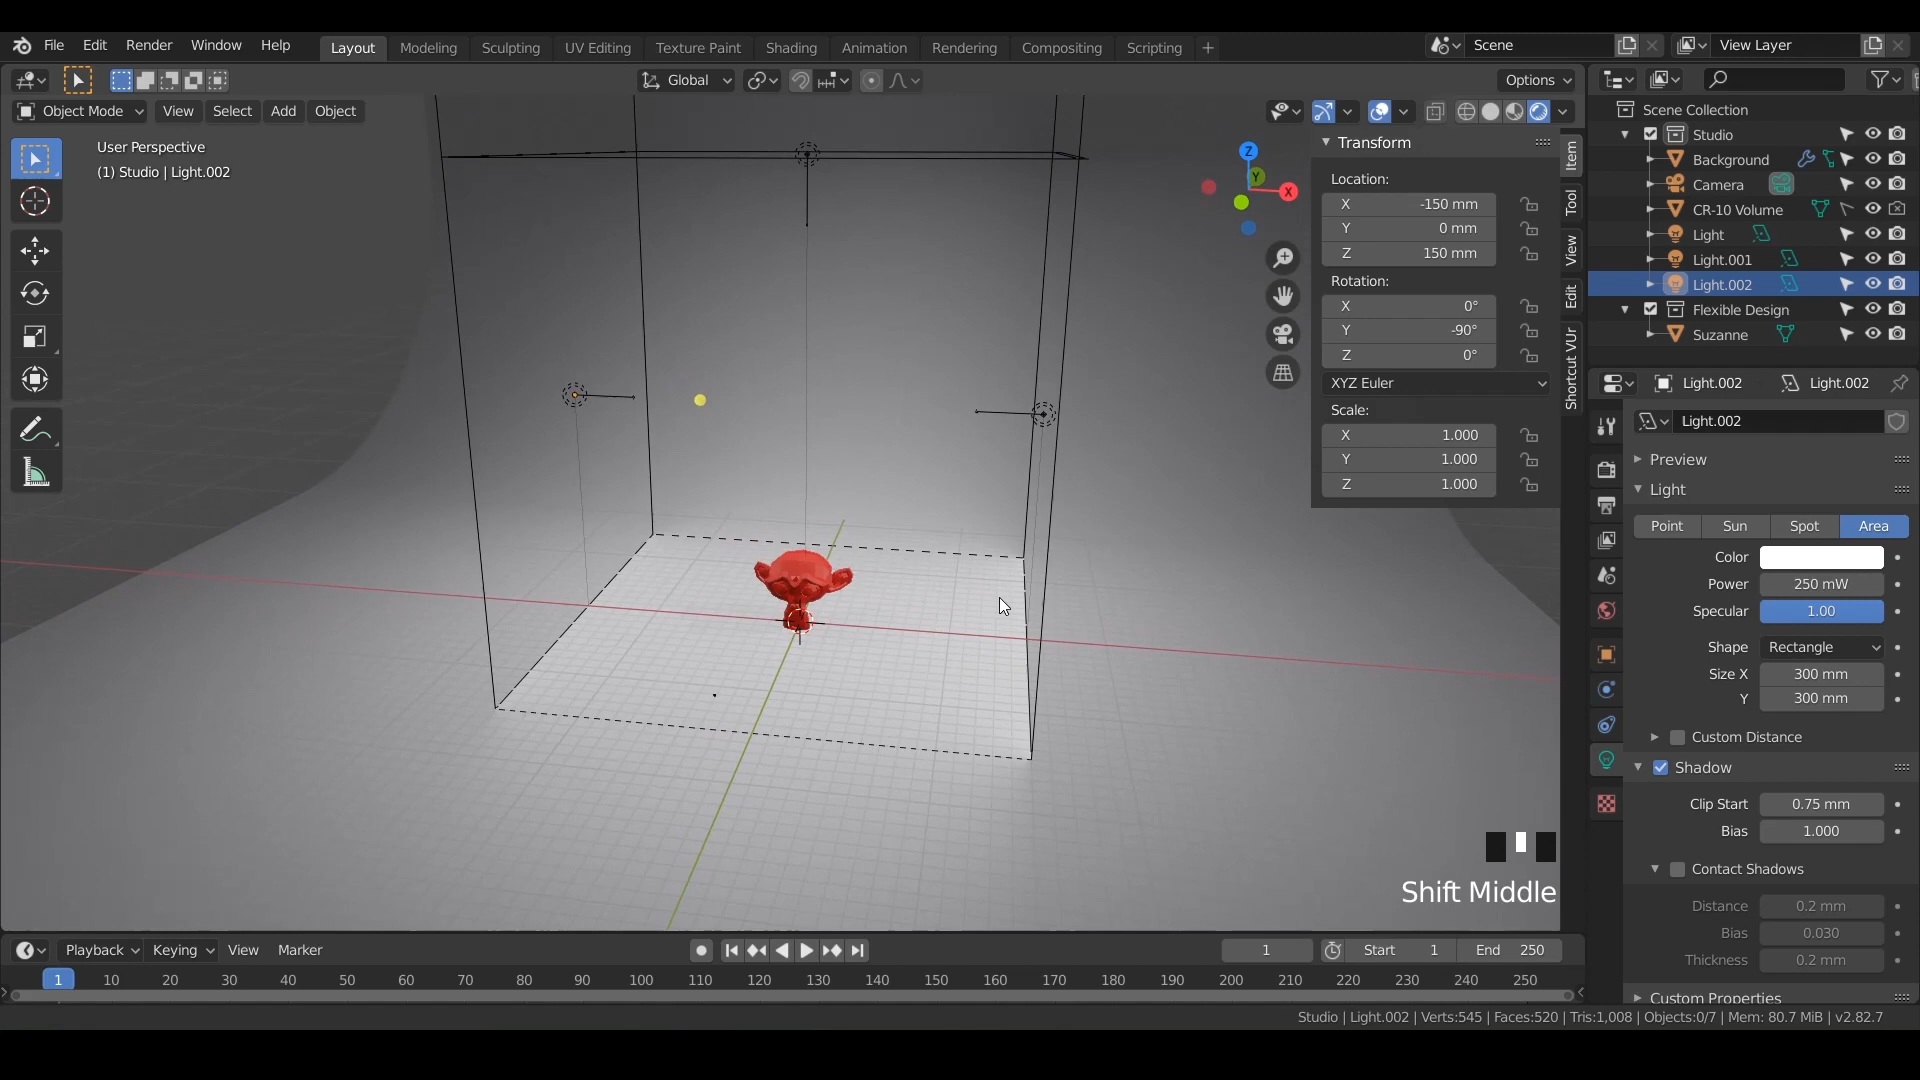 File Edit Render Window Help Layout Modeling Sculpting UV Editing Texture Paint Shading Animation Rendering Compositing Scripting + Scene View Layer
Global Options
Object Mode View Select Add Object
User Perspective
(1) Studio | Light.002
Z
Y
X
Transform
Location:
X -150 mm
Y 0 mm
Z 150 mm
Rotation:
X 0°
Y -90°
Z 0°
XYZ Euler
Scale:
X 1.000
Y 1.000
Z 1.000
Item
Tool
View
Edit
Shortcut VUr
Scene Collection
Studio
Background
Camera
CR-10 Volume
Light
Light.001
Light.002
Flexible Design
Suzanne
Light.002 Light.002
Light.002
Preview
Light
Point Sun Spot Area
Color
Power 250 mW
Specular 1.00
Shape Rectangle
Size X 300 mm
Y 300 mm
Custom Distance
Shadow
Clip Start 0.75 mm
Bias 1.000
Contact Shadows
Distance 0.2 mm
Bias 0.030
Thickness 0.2 mm
Custom Properties
Shift Middle
Playback Keying View Marker 1 Start 1 End 250
1 10 20 30 40 50 60 70 80 90 100 110 120 130 140 150 160 170 180 190 200 210 220 230 240 250
Studio | Light.002 | Verts:545 | Faces:520 | Tris:1,008 | Objects:0/7 | Mem: 80.7 MiB | v2.82.7